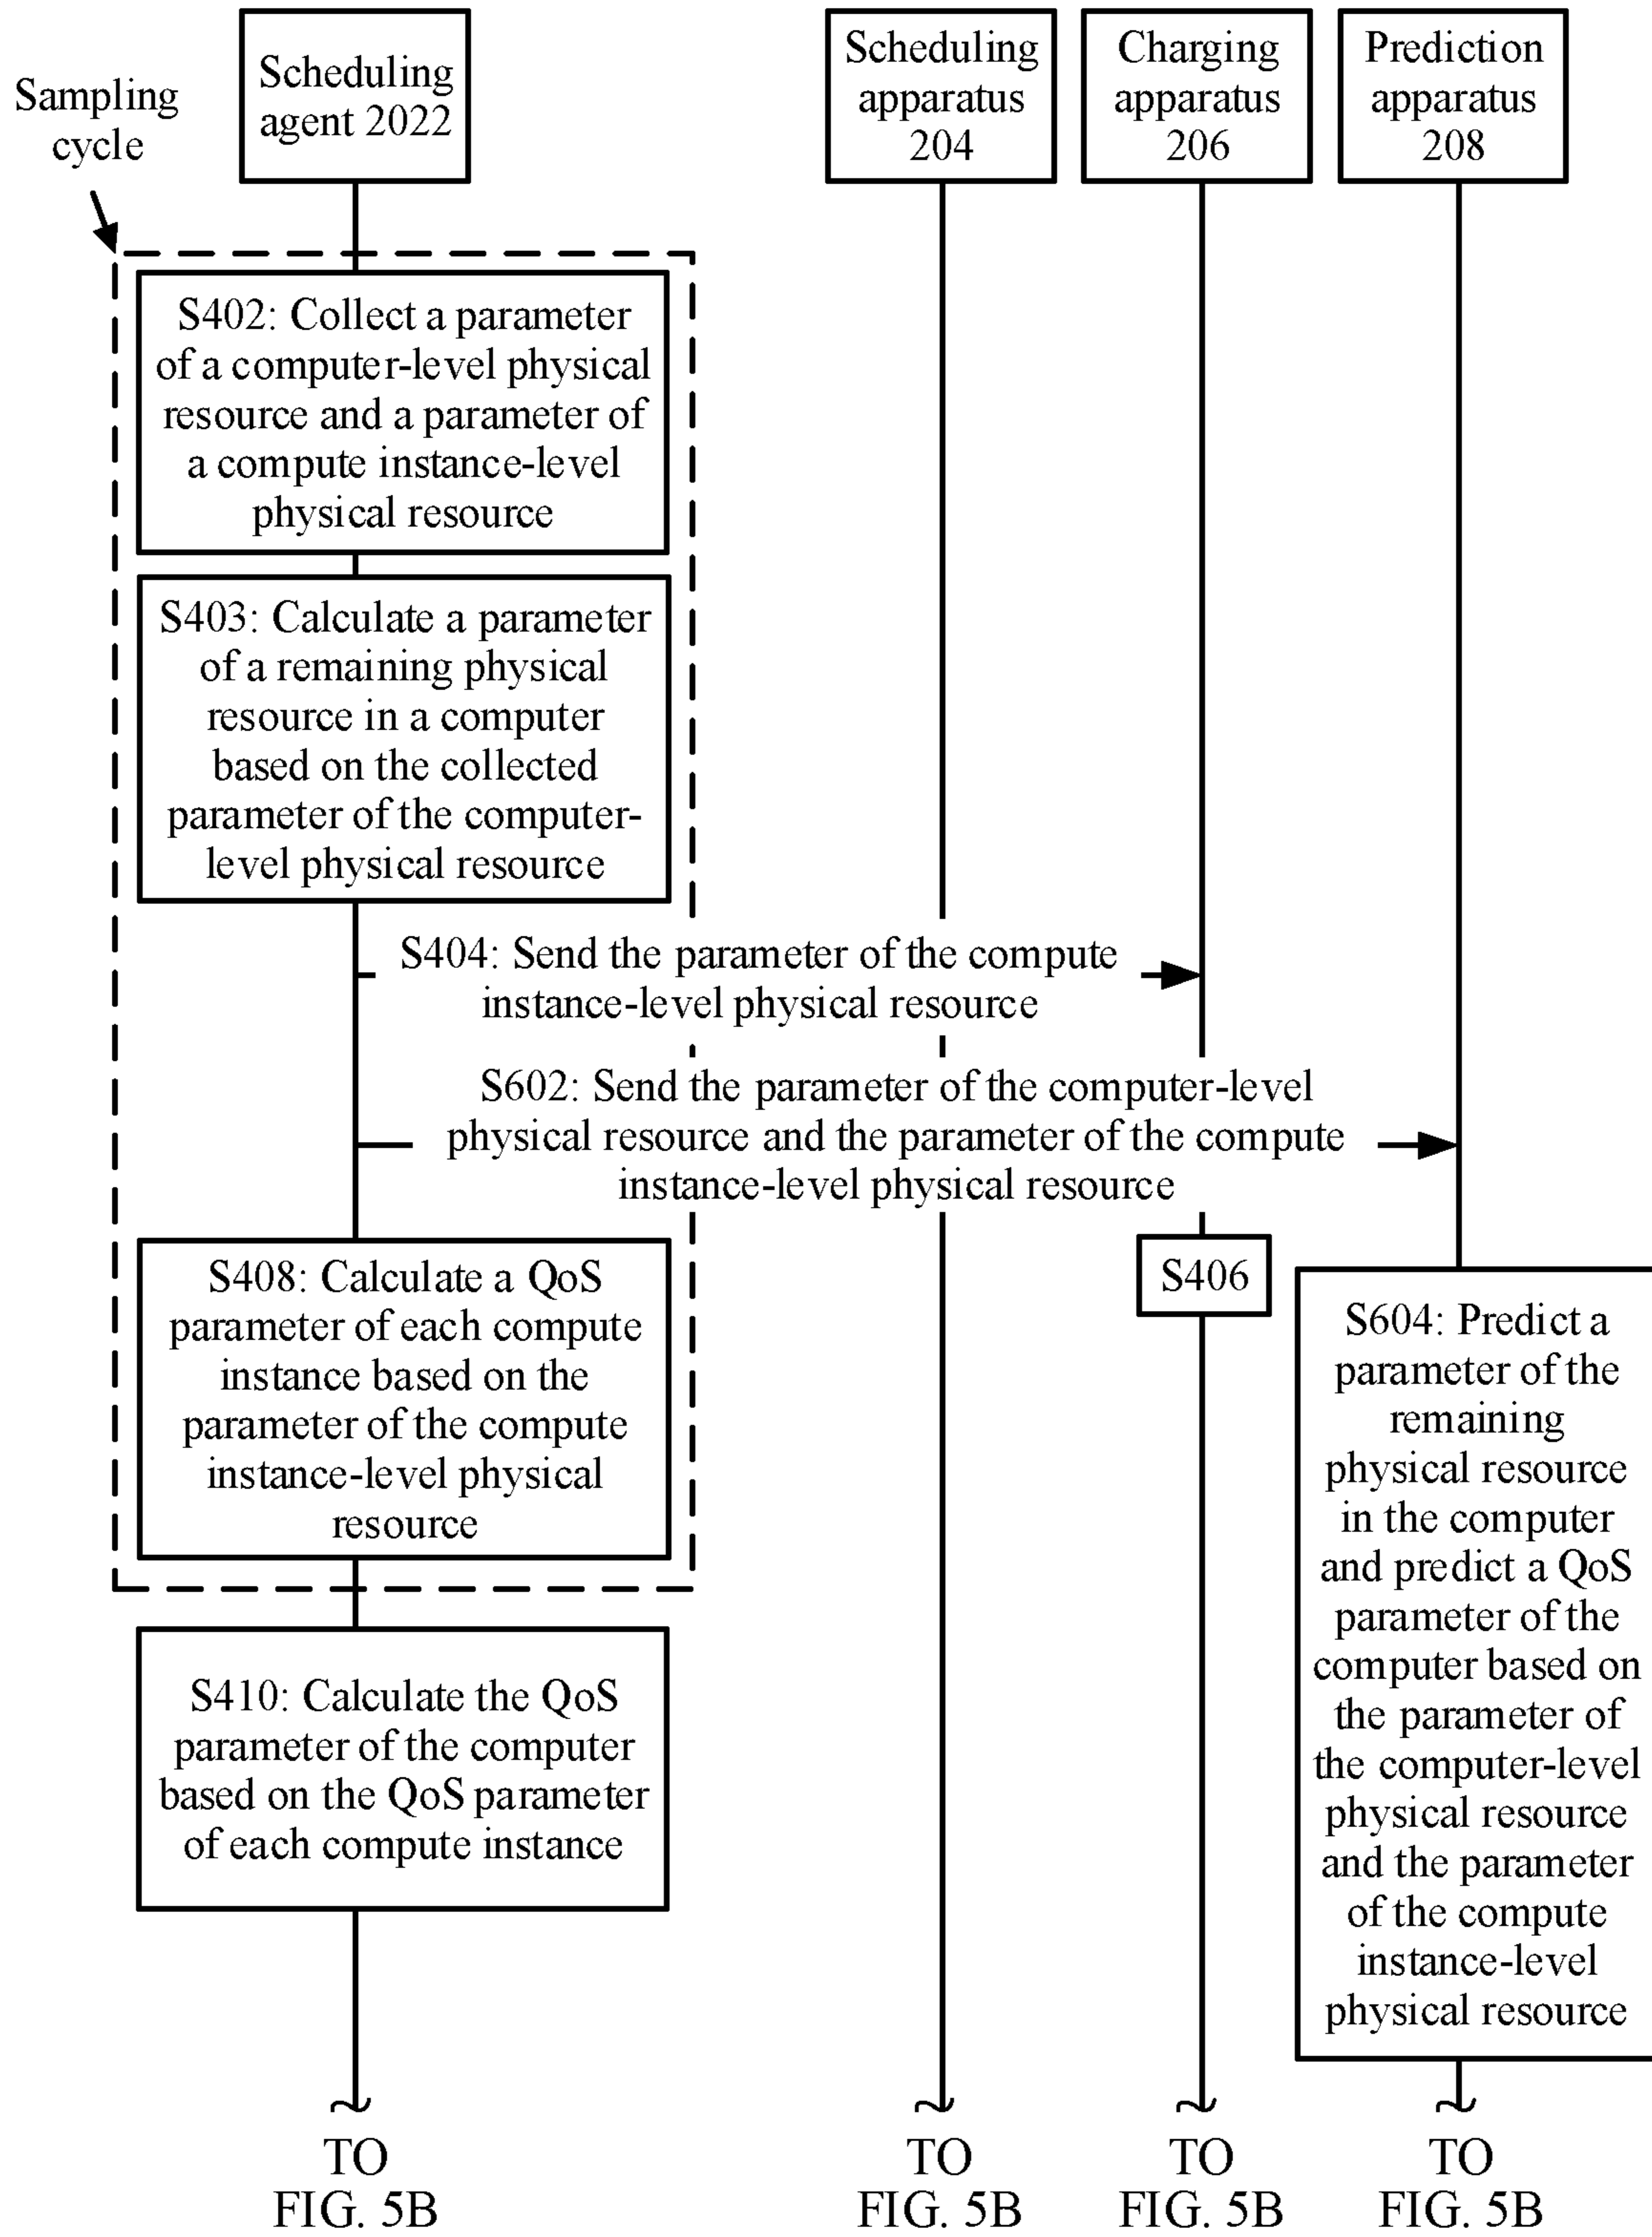 Sampling
cycle
Scheduling
agent 2022
Scheduling
apparatus
204
Charging
apparatus
206
Prediction
apparatus
208
S402: Collect a parameter
of a computer-level physical
resource and a parameter of
a compute instance-level
physical resource
S403: Calculate a parameter
of a remaining physical
resource in a computer
based on the collected
parameter of the computer-
level physical resource
S404: Send the parameter of the compute
instance-level physical resource
S602: Send the parameter of the computer-level
physical resource and the parameter of the compute
instance-level physical resource
S408: Calculate a QoS
parameter of each compute
instance based on the
parameter of the compute
instance-level physical
resource
S406
S604: Predict a
parameter of the
remaining
physical resource
in the computer
and predict a QoS
parameter of the
computer based on
the parameter of
the computer-level
physical resource
and the parameter
of the compute
instance-level
physical resource
S410: Calculate the QoS
parameter of the computer
based on the QoS parameter
of each compute instance
TO
FIG. 5B
TO
FIG. 5B
TO
FIG. 5B
TO
FIG. 5B